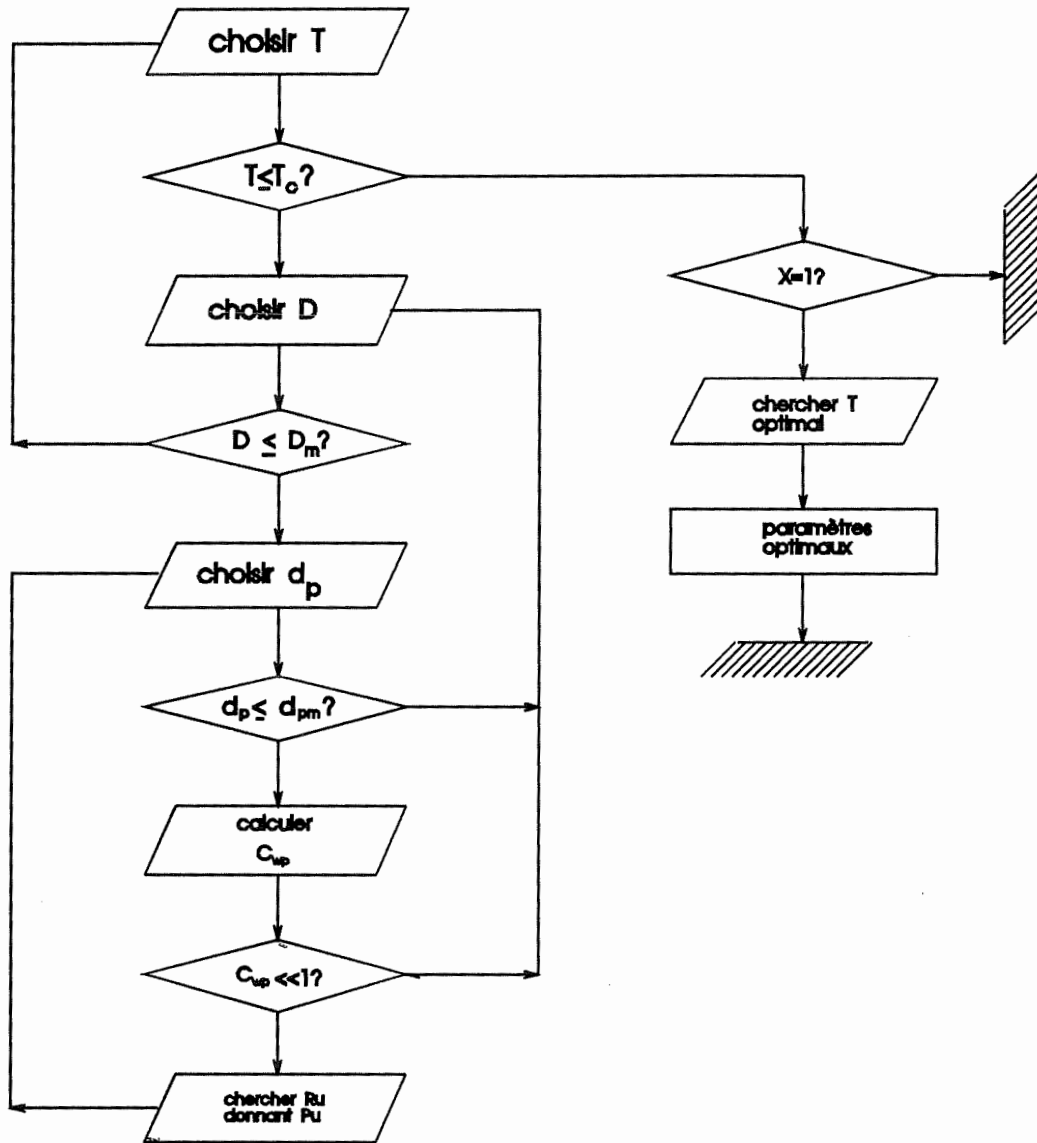 choisir T
T≤To?
choisir D
D ≤ Dm?
choisir dp
dp≤ dpm?
calculer
Cwp
Cwp <<1?
chercher Ru
donnant Pu
X=1?
chercher T
optimal
paramètres
optimaux